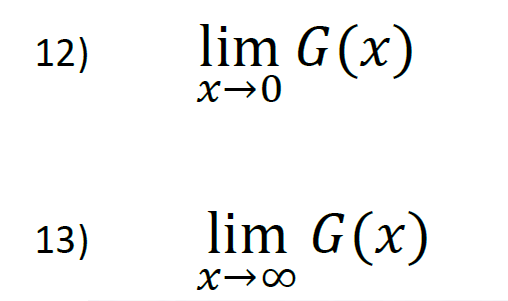 12) lim G(x)
x→0
13) lim G(x)
x→∞